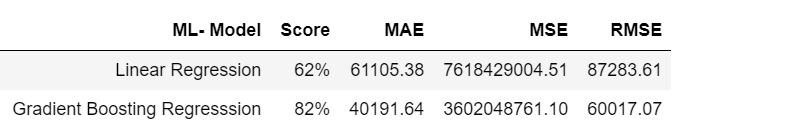 ML- Model Score MAE MSE RMSE
Linear Regression 62% 61105.38 7618429004.51 87283.61
Gradient Boosting Regresssion 82% 40191.64 3602048761.10 60017.07